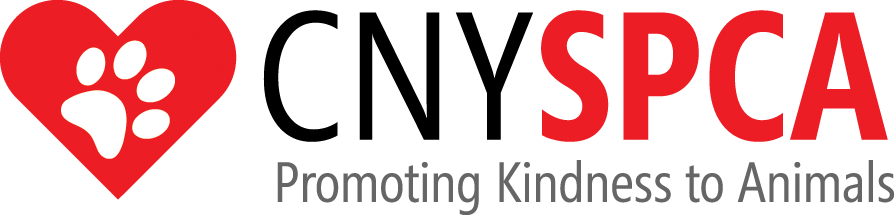 CNYSPCA
Promoting Kindness to Animals